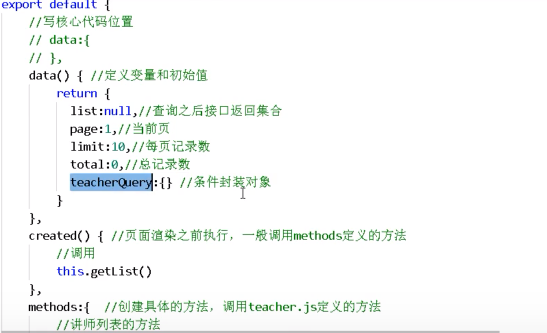 export default {
//写核心代码位置
// data:{
// },
data() { //定义变量和初始值
return {
list:null,//查询之后接口返回集合
page:1,//当前页
limit:10,//每页记录数
total:0,//总记录数
teacherQuery:{} //条件封装对象
}
},
created() { //页面渲染之前执行，一般调用methods定义的方法
//调用
this.getList()
},
methods:{  //创建具体的方法，调用teacher.js定义的方法
//讲师列表的方法